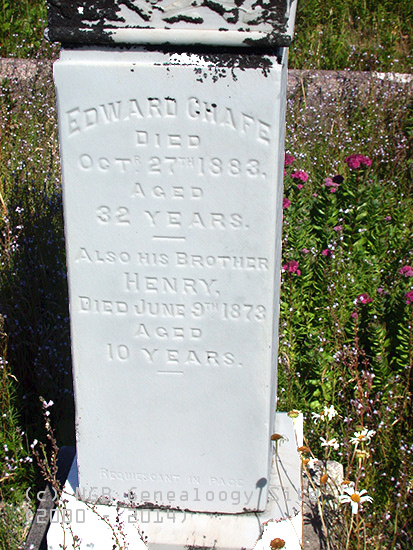 EDWARD CHAFE
DIED
OCTR 27TH 1883.
AGED
32 YEARS.
ALSO HIS BROTHER
HENRY,
DIED JUNE 9TH 1873
AGED
10 YEARS.
REQUIESCANT IN PACE
(c) NGB Genealogy Site
(2000 - 2014)